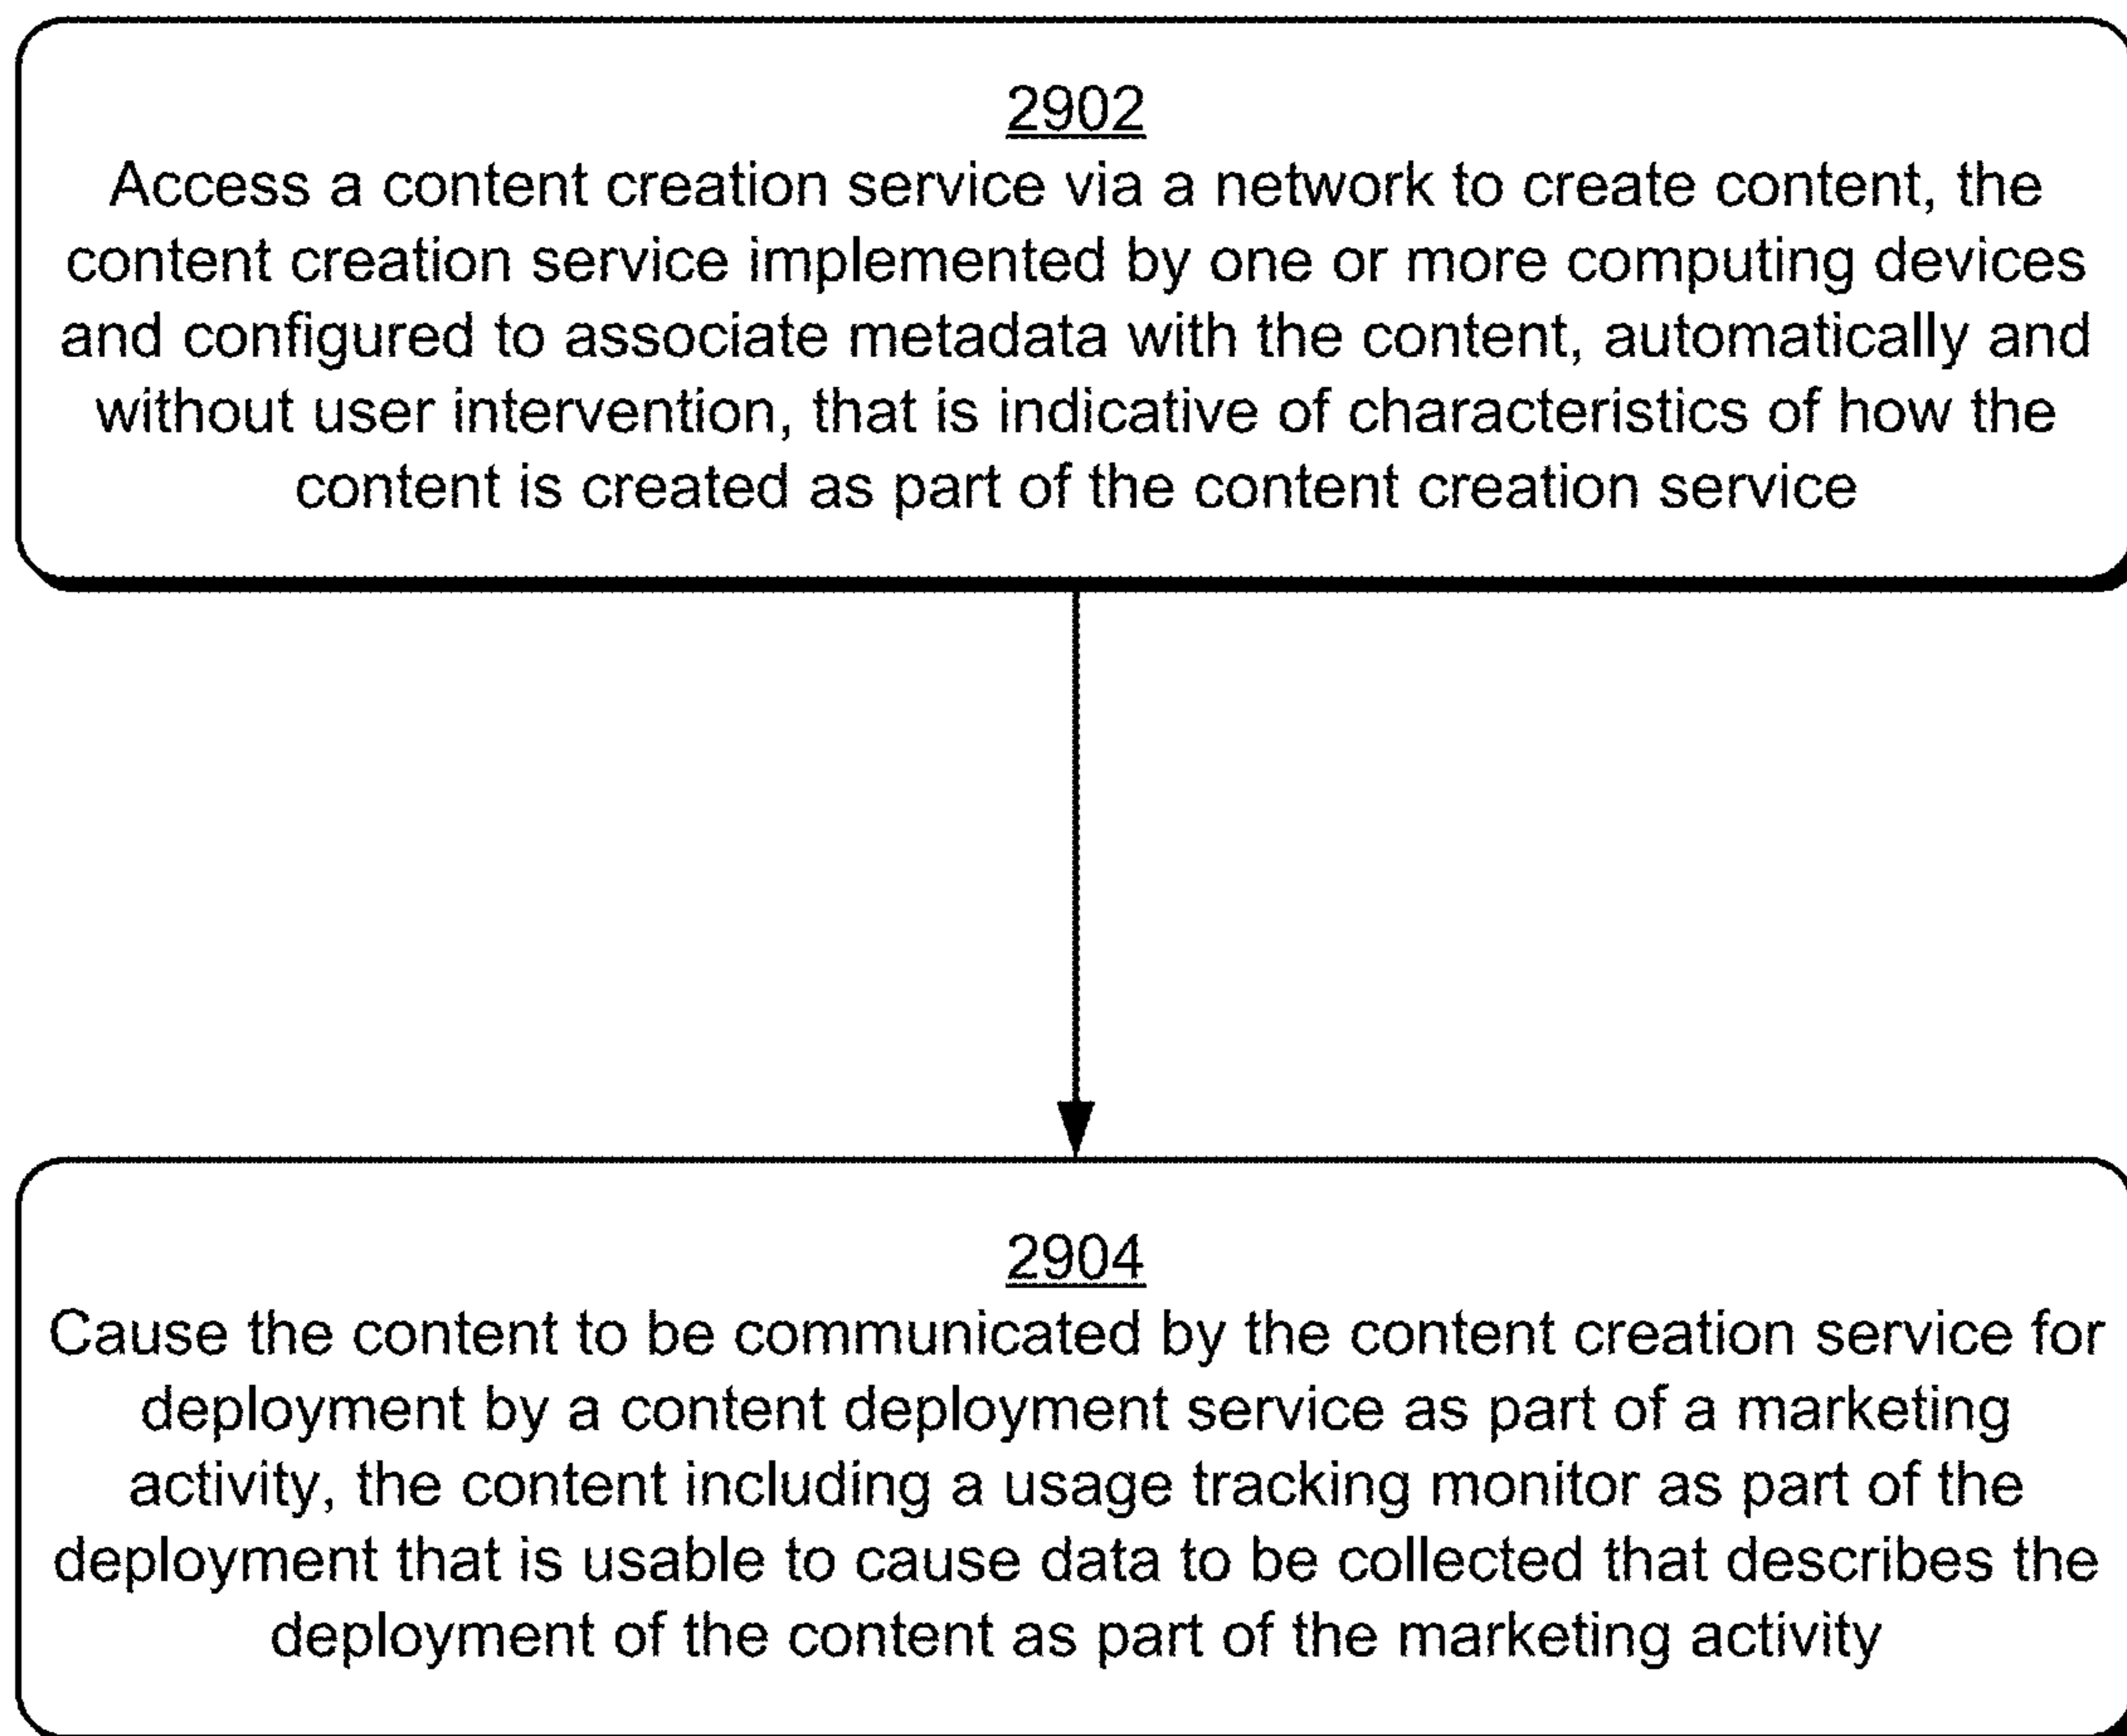 2902
Access a content creation service via a network to create content, the
content creation service implemented by one or more computing devices
and configured to associate metadata with the content, automatically and
without user intervention, that is indicative of characteristics of how the
content is created as part of the content creation service
2904
Cause the content to be communicated by the content creation service for
deployment by a content deployment service as part of a marketing
activity, the content including a usage tracking monitor as part of the
deployment that is usable to cause data to be collected that describes the
deployment of the content as part of the marketing activity